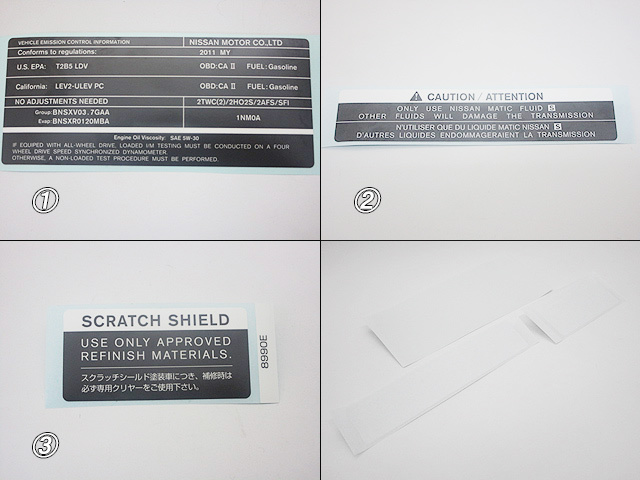 VEHICLE EMISSION CONTROL INFORMATION NISSAN MOTOR CO.,LTD
Conforms to regulations: 2011 MY
U.S. EPA: T2B5 LDV OBD:CA II FUEL: Gasoline
California: LEV2-ULEV PC OBD:CA II FUEL: Gasoline
NO ADJUSTMENTS NEEDED 2TWC(2)/2HO2S/2AFS/SFI
Group:BNSXV03.7GAA
Evap:BNSXR0120MBA 1NM0A
Engine Oil Viscosity: SAE 5W-30
IF EQUIPED WITH ALL-WHEEL DRIVE. LOADED I/M TESTING MUST BE CONDUCTED ON A FOUR
WHEEL DRIVE SPEED SYNCHRONIZED DYNAMOMETER.
OTHERWISE, A NON-LOADED TEST PROCEDURE MUST BE PERFORMED.
①
CAUTION / ATTENTION
ONLY USE NISSAN MATIC FLUID S
OTHER FLUIDS WILL DAMAGE THE TRANSMISSION
N'UTILISER QUE DU LIQUIDE MATIC NISSAN S
D'AUTRES LIQUIDES ENDOMMAGERAIENT LA TRANSMISSION
②
SCRATCH SHIELD
USE ONLY APPROVED
REFINISH MATERIALS.
スクラッチシールド塗装車につき、補修時は
必ず専用クリヤーをご使用下さい。
8990E
③